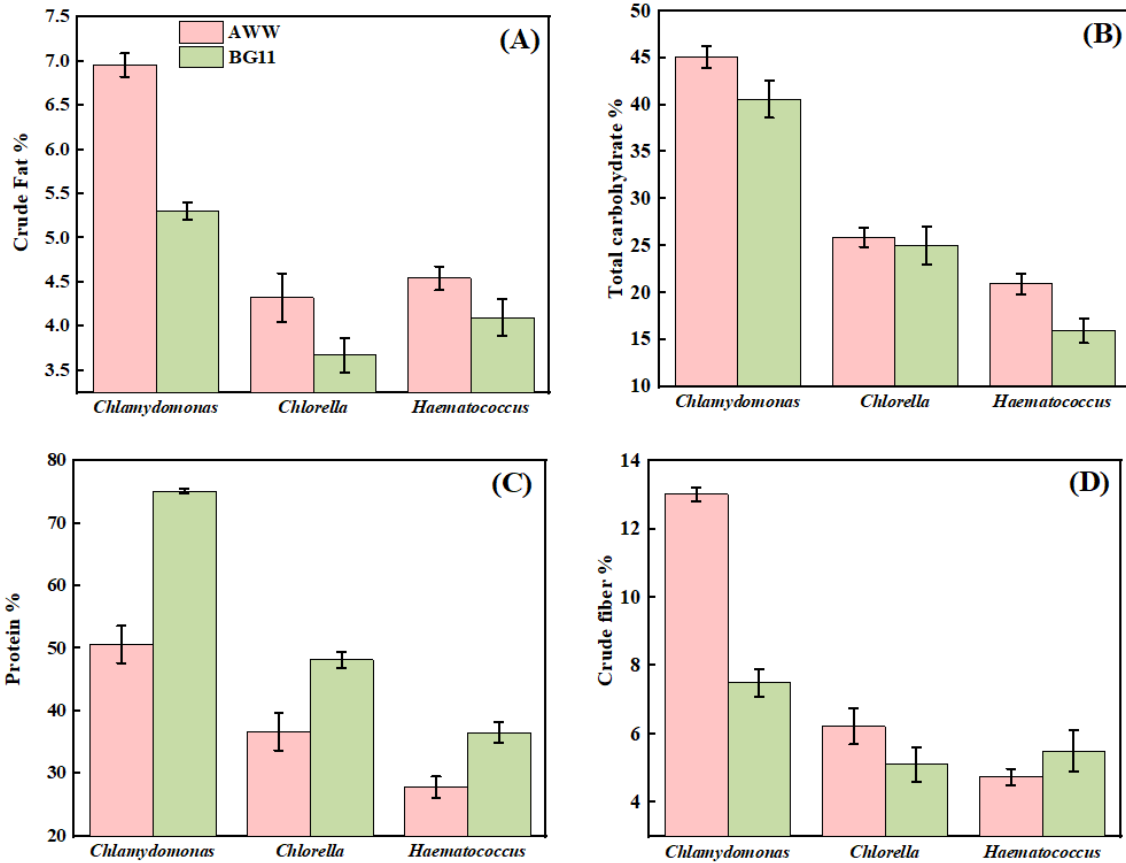 (A)
AWW
BG11
Crude Fat %
7.5
7.0
6.5
6.0
5.5
5.0
4.5
4.0
3.5
Chlamydomonas
Chlorella
Haematococcus
(B)
Total carbohydrate %
50
45
40
35
30
25
20
15
10
Chlamydomonas
Chlorella
Haematococcus
(C)
Protein %
80
70
60
50
40
30
20
Chlamydomonas
Chlorella
Haematococcus
(D)
Crude fiber %
14
12
10
8
6
4
Chlamydomonas
Chlorella
Haematococcus